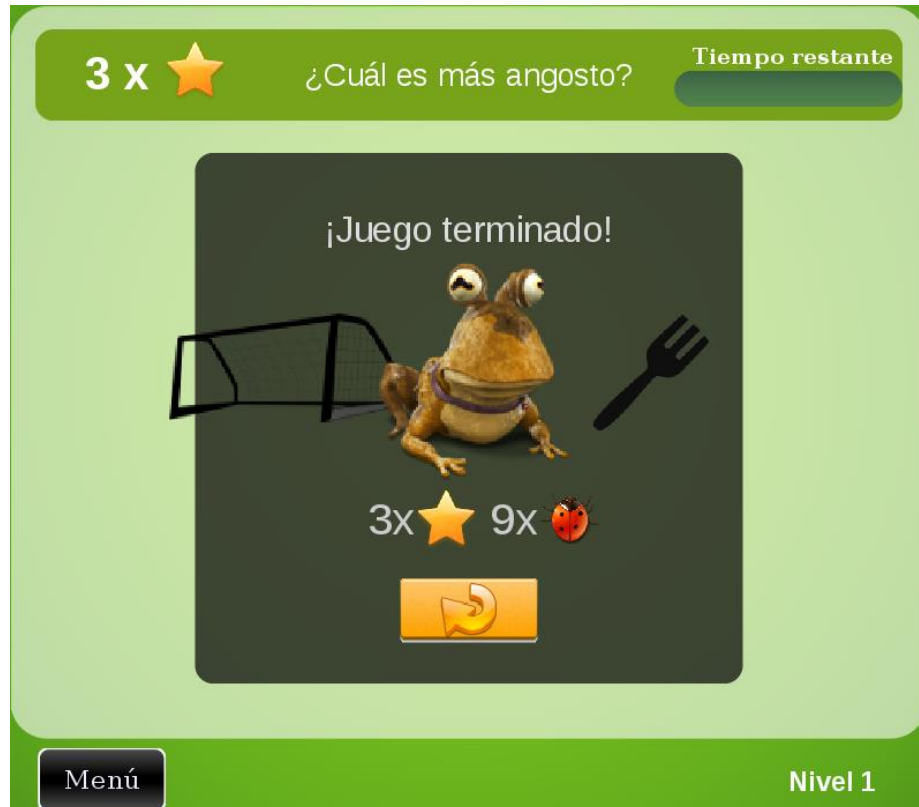 3 x
¿Cuál es más angosto?
Tiempo restante
¡Juego terminado!
3x 9x
Menú
Nivel 1